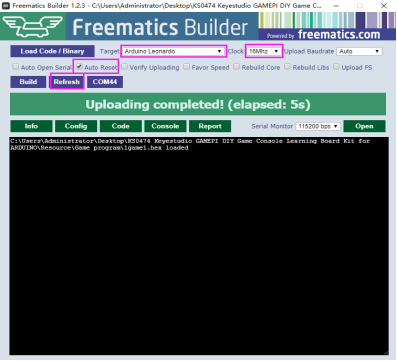 Freematics Builder 1.2.3 - C:\Users\Administrator\Desktop\KS0474 Keyestudio GAMEPI DIY Game C...
Freematics Builder
Powered by freematics.com
Load Code / Binary Target Arduino Leonardo Clock 16Mhz Upload Baudrate Auto
Auto Open Serial Auto Reset Verify Uploading Favor Speed Rebuild Core Rebuild Libs Upload FS
Build Refresh COM44
Uploading completed! (elapsed: 5s)
Info Config Code Console Report Serial Monitor 115200 bps Open
C:\Users\Administrator\Desktop\KS0474 Keyestudio GAMEPI DIY Game Console Learning Board Kit for
ARDUINO\Resource\Game program\1game1.hex loaded